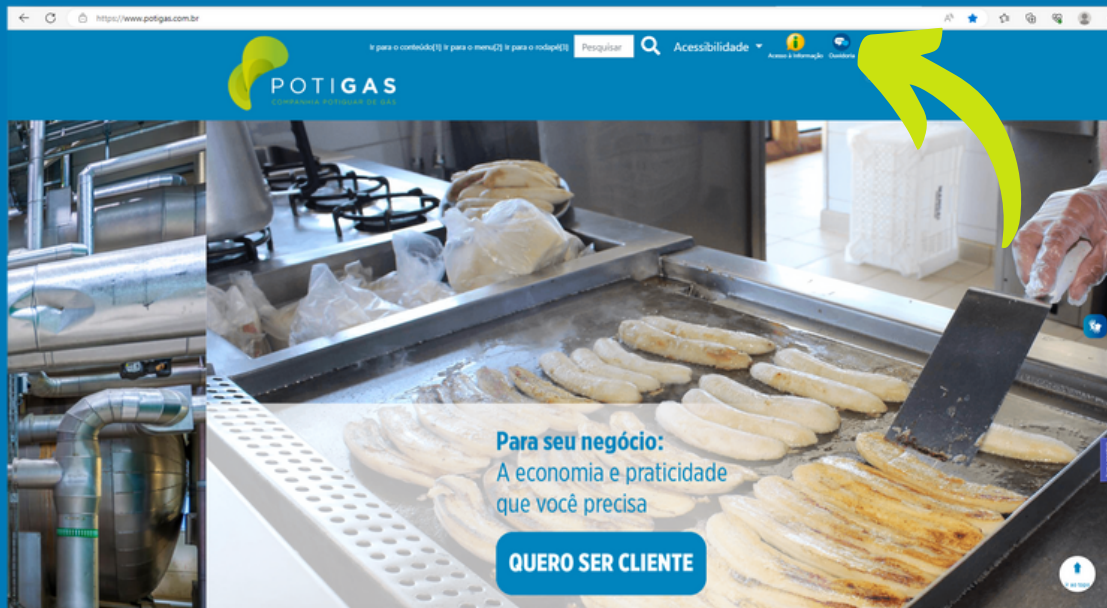 https://www.potigas.com.br
Ir para o conteúdo[1] Ir para o menu[2] Ir para o rodapé[3]
Pesquisar
Acessibilidade
Acesso à Informação
Ouvidoria
POTIGAS
COMPANHIA POTIGUAR DE GÁS
Para seu negócio:
A economia e praticidade
que você precisa
QUERO SER CLIENTE